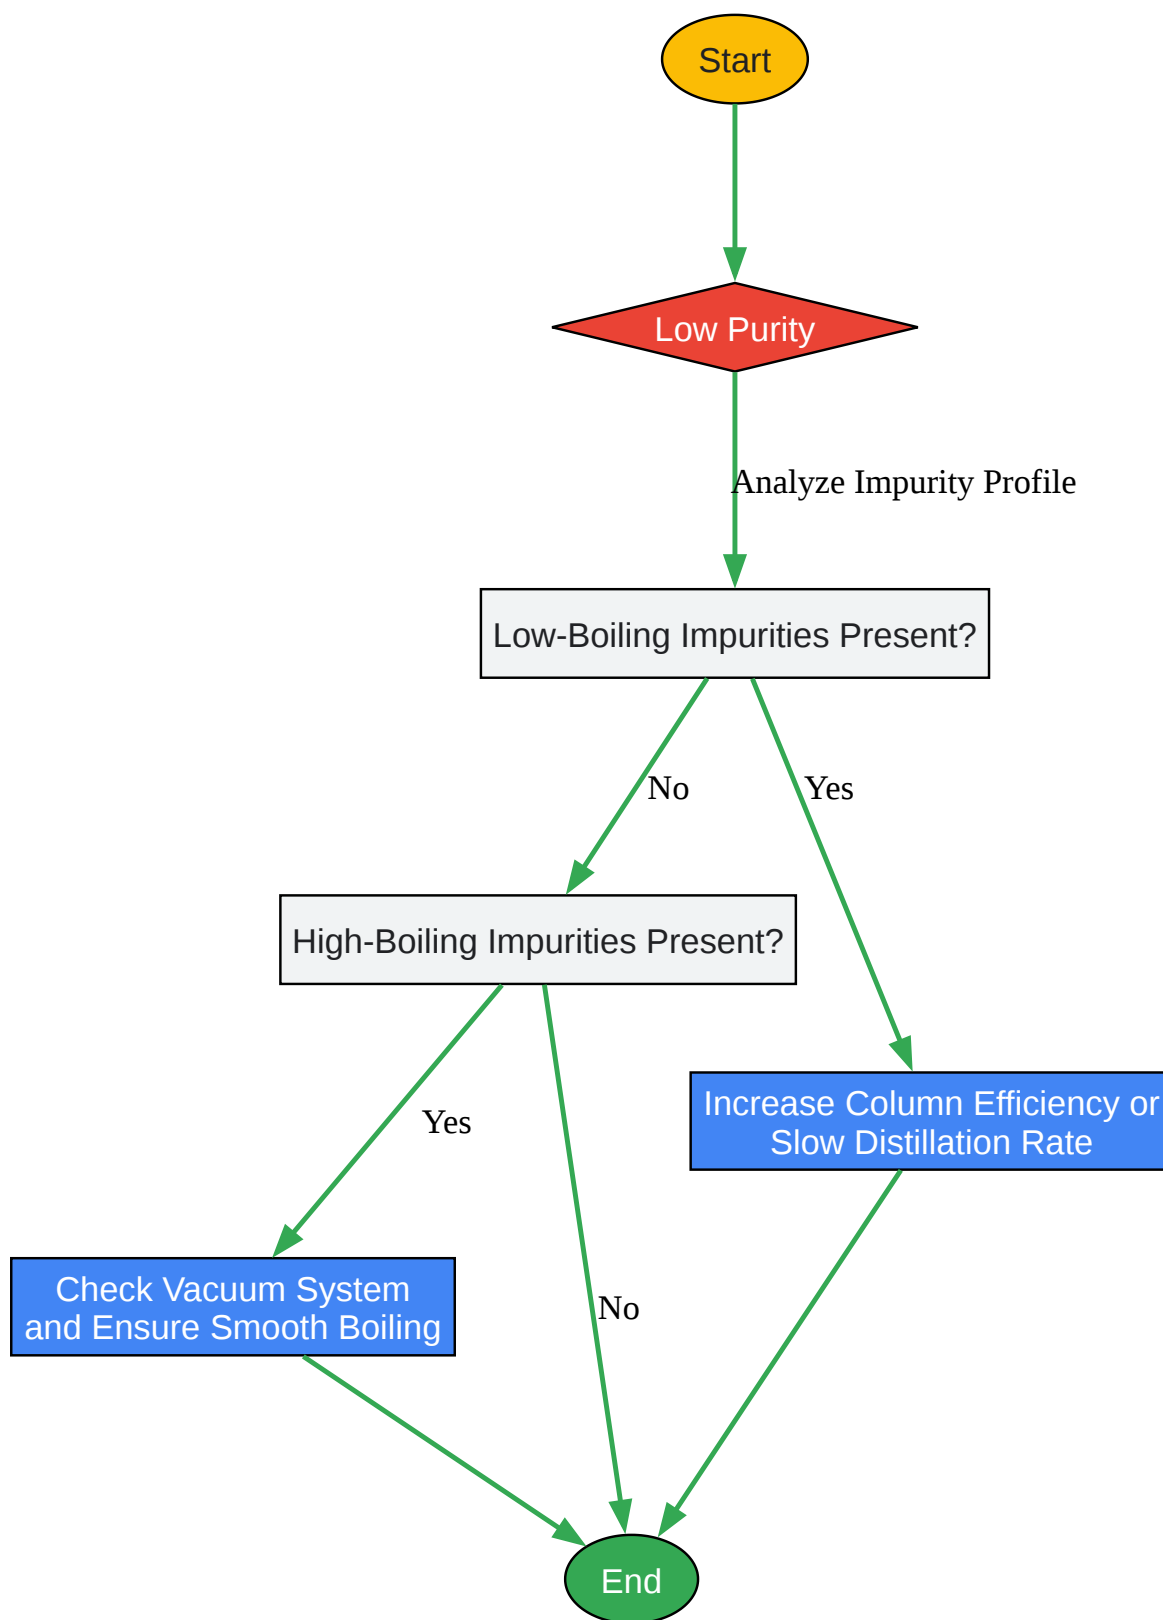 Start
Low Purity
Analyze Impurity Profile
Low-Boiling Impurities Present?
No
Yes
High-Boiling Impurities Present?
Increase Column Efficiency or
Slow Distillation Rate
Yes
Check Vacuum System
and Ensure Smooth Boiling
No
End